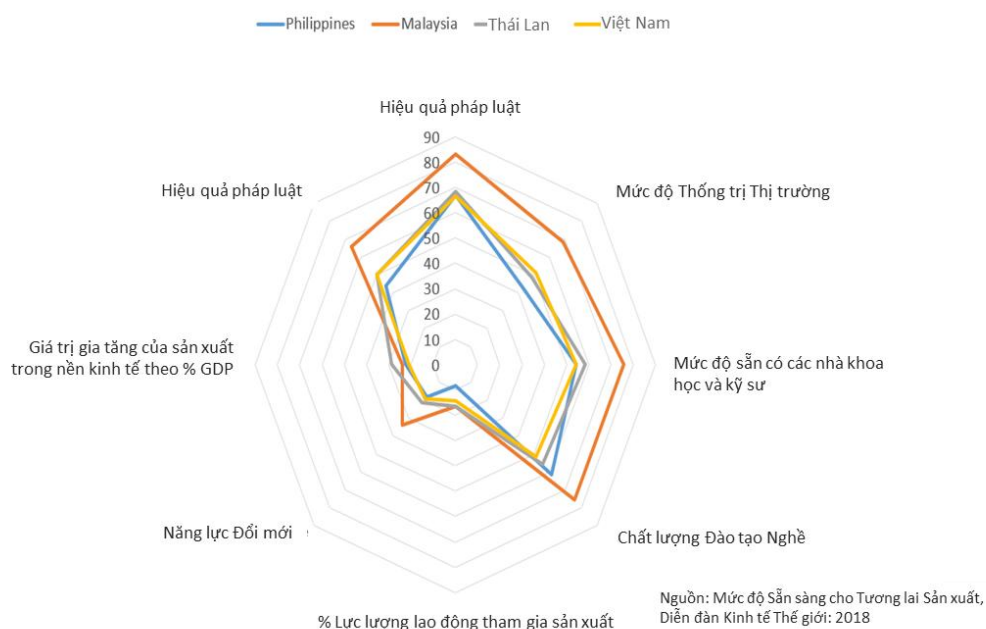 Philippines
Malaysia
Thái Lan
Việt Nam
Hiệu quả pháp luật
90
80
70
60
50
40
30
20
10
0
Hiệu quả pháp luật
Mức độ Thống trị Thị trường
Giá trị gia tăng của sản xuất
trong nền kinh tế theo % GDP
Mức độ sẵn có các nhà khoa
học và kỹ sư
Năng lực Đổi mới
Chất lượng Đào tạo Nghề
% Lực lượng lao động tham gia sản xuất
Nguồn: Mức độ Sẵn sàng cho Tương lai Sản xuất,
Diễn đàn Kinh tế Thế giới: 2018